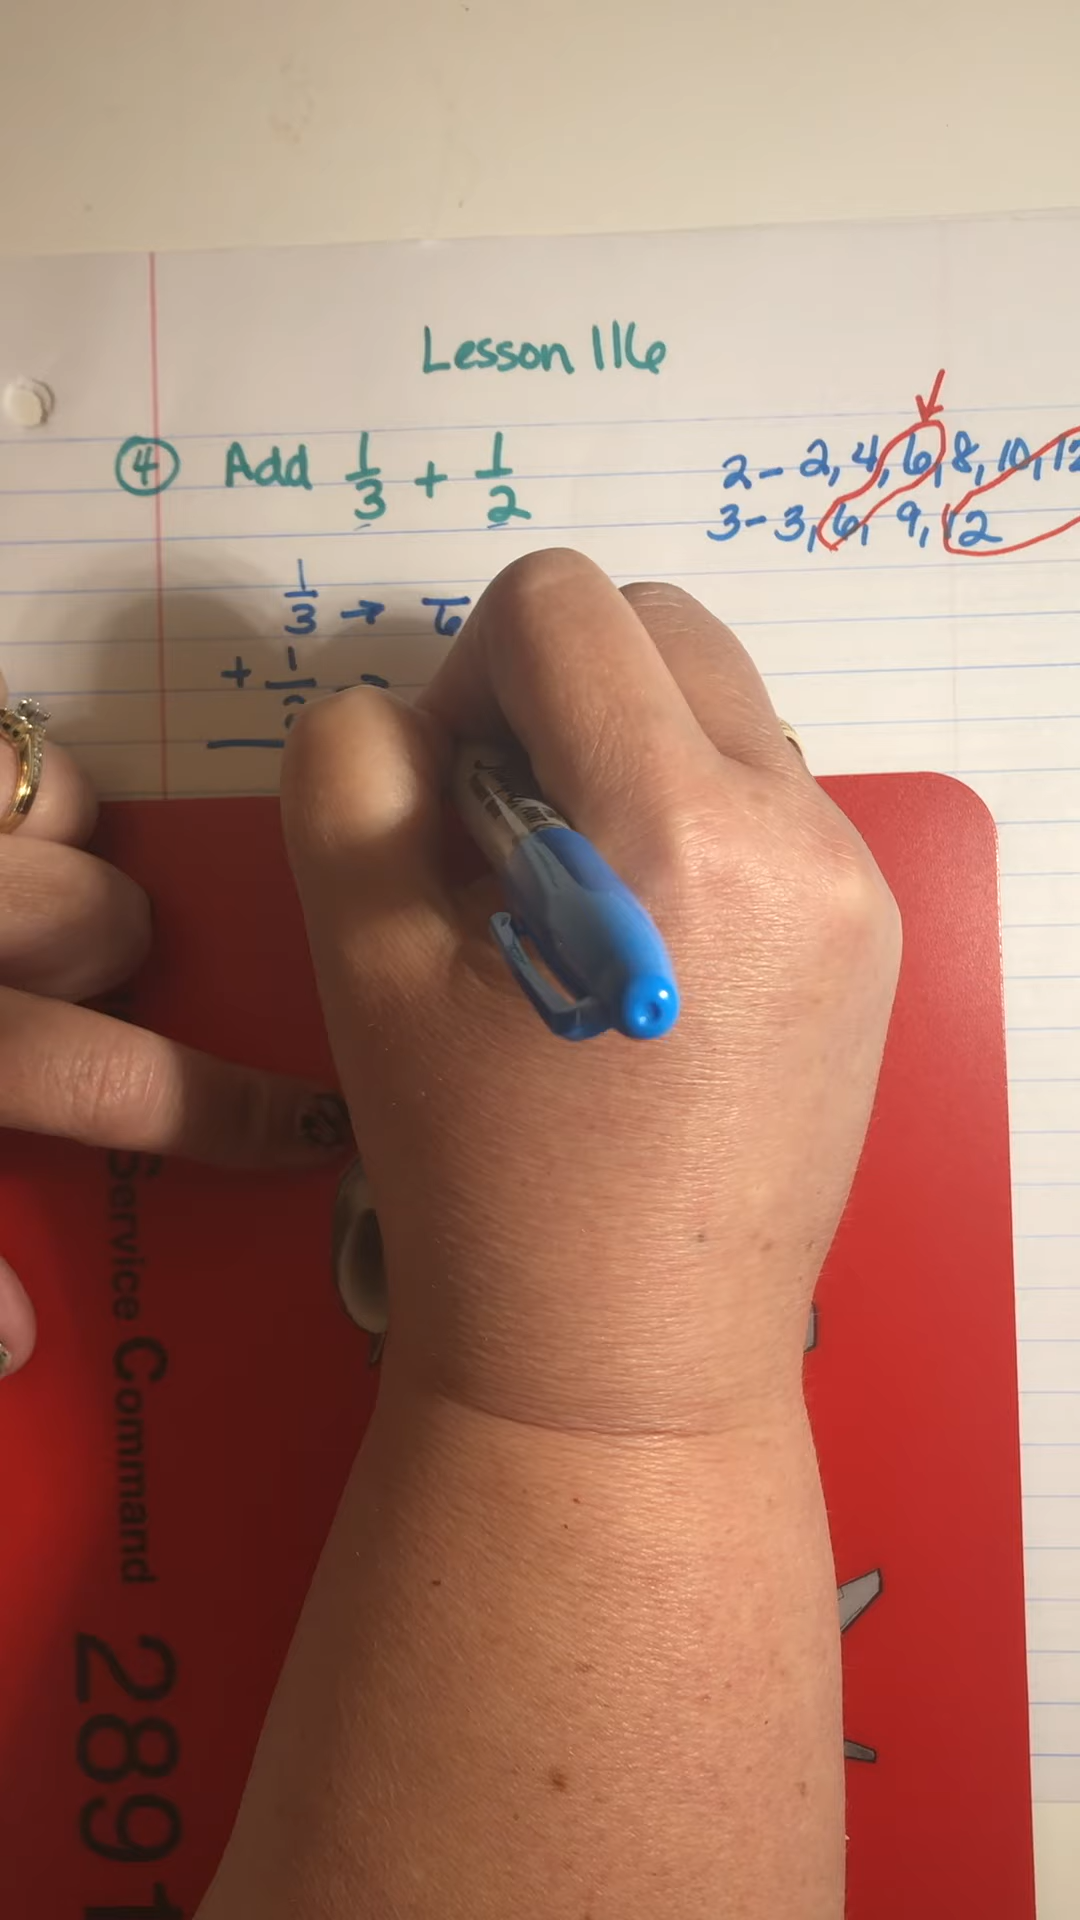 Lesson 116
④ Add 1/3 + 1/2
2 - 2, 4, 6, 8, 10, 12
3 - 3, 6, 9, 12
1/3 → /6
+ 1/
Service Command
289